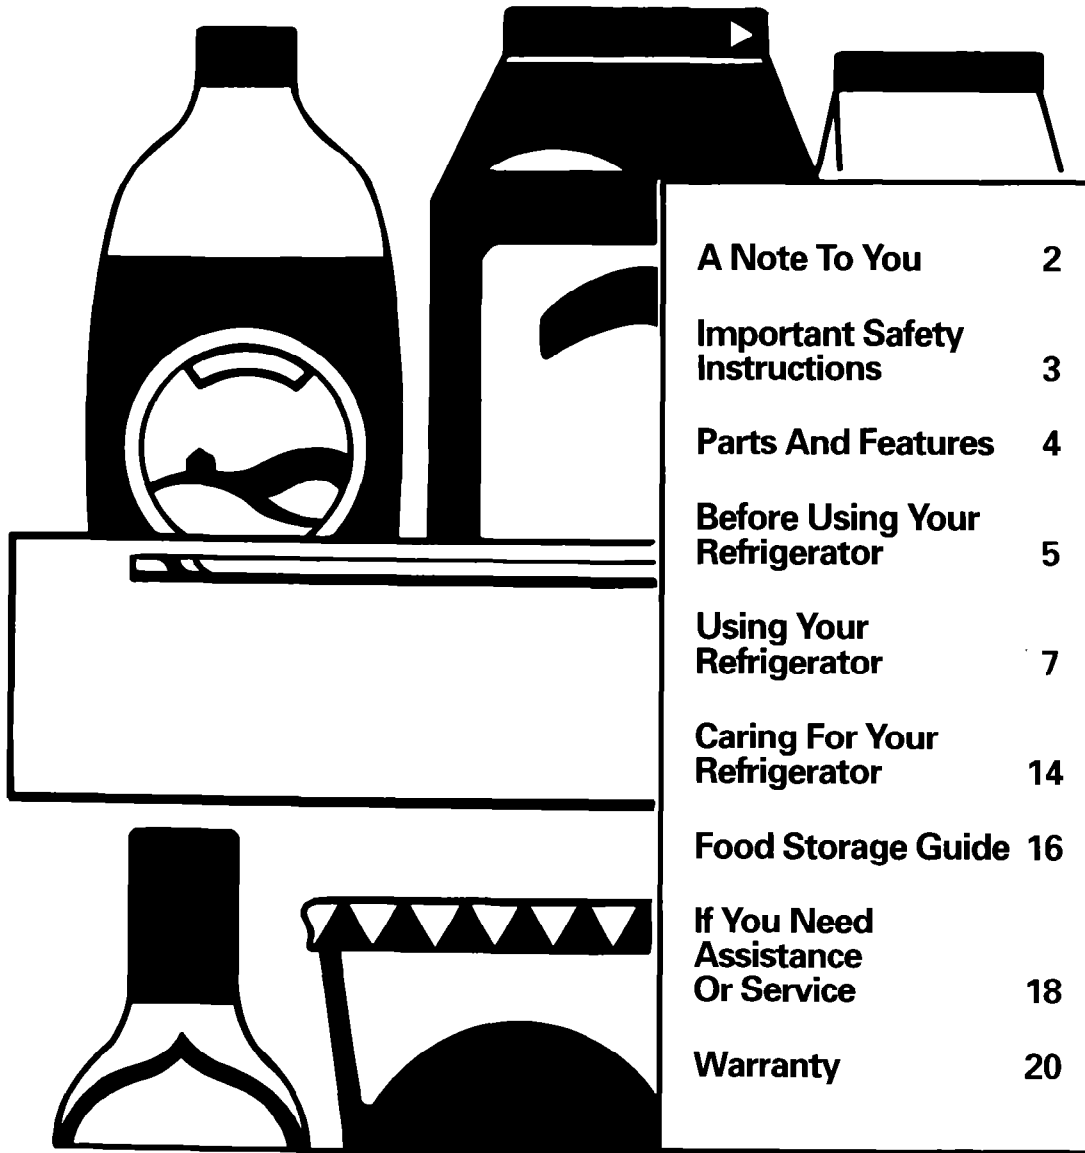 A Note To You 2
Important Safety
Instructions 3
Parts And Features 4
Before Using Your
Refrigerator 5
Using Your
Refrigerator 7
Caring For Your
Refrigerator 14
Food Storage Guide 16
If You Need
Assistance
Or Service 18
Warranty 20